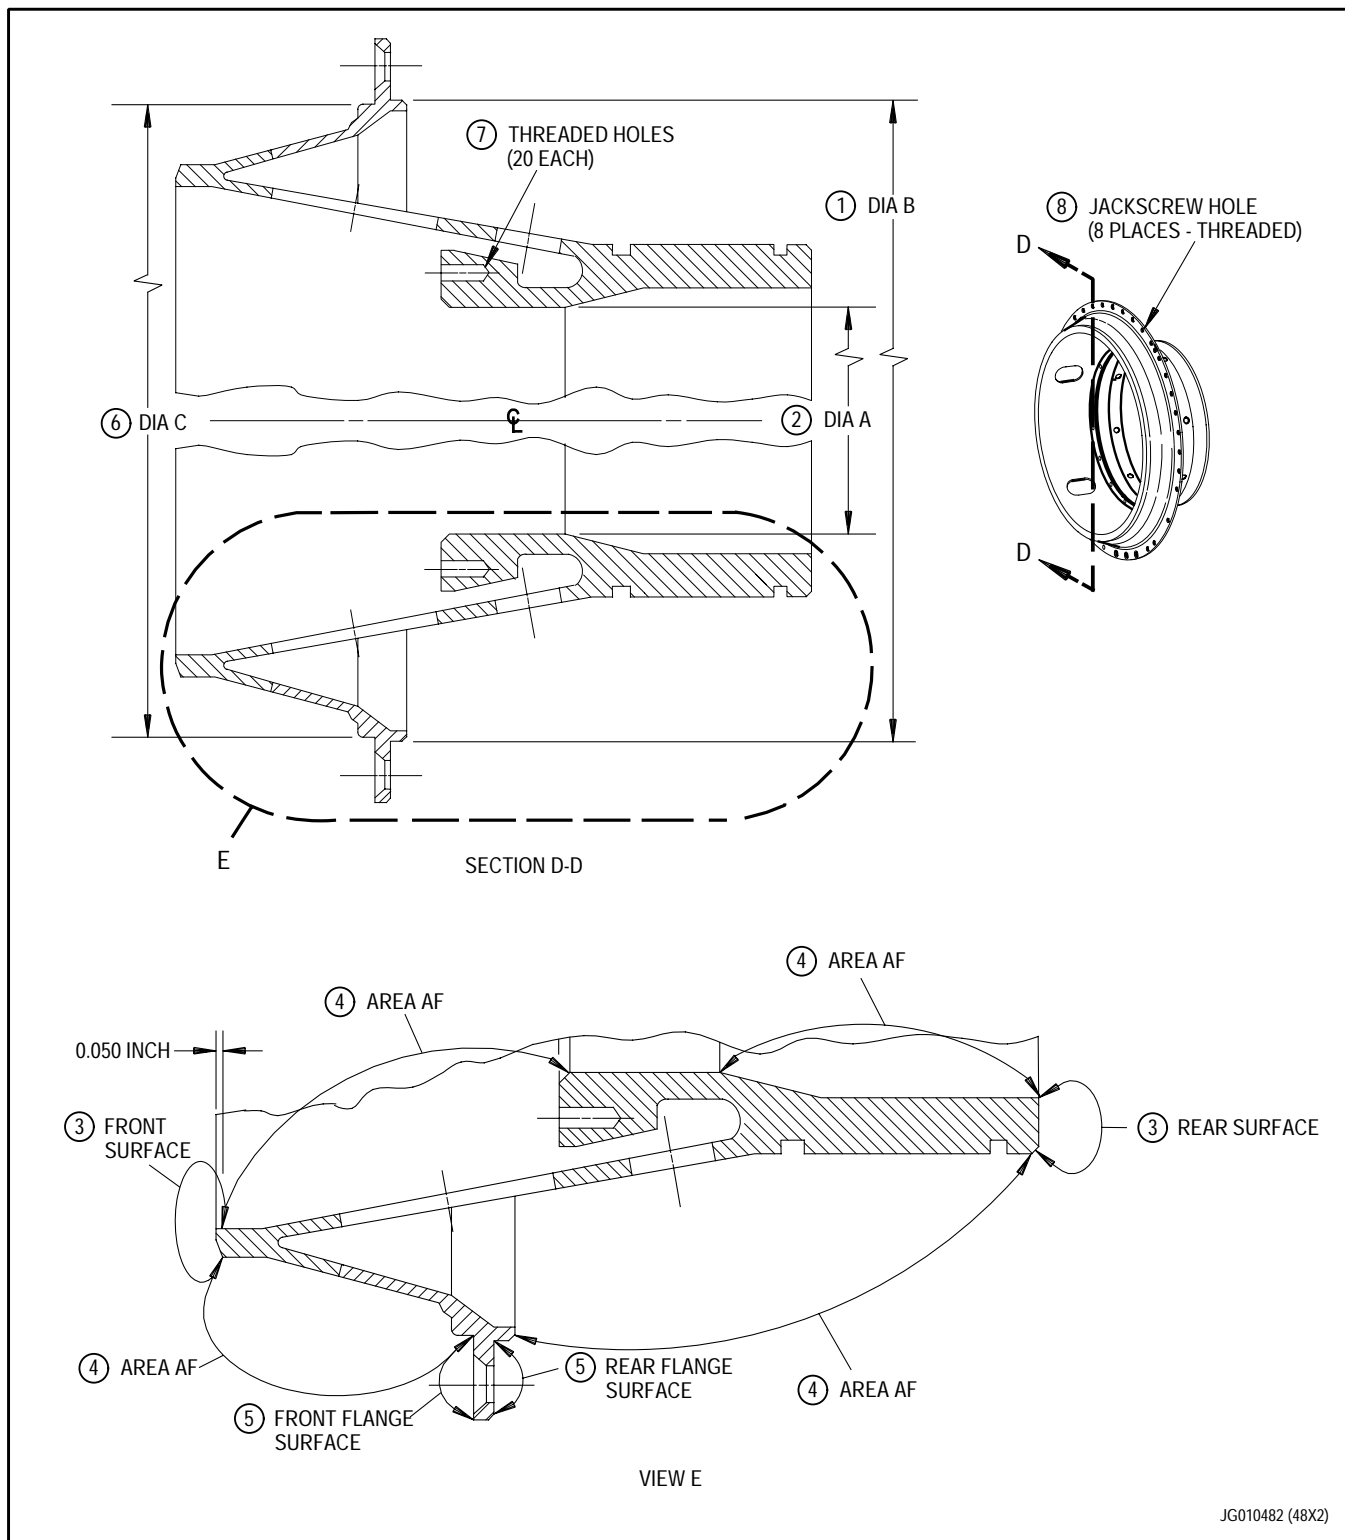 7 THREADED HOLES
(20 EACH)
1 DIA B
8 JACKSCREW HOLE
(8 PLACES - THREADED)
D
6 DIA C
CL
2 DIA A
D
E
SECTION D-D
4 AREA AF
4 AREA AF
0.050 INCH
3 FRONT
SURFACE
3 REAR SURFACE
4 AREA AF
5 REAR FLANGE
SURFACE
4 AREA AF
5 FRONT FLANGE
SURFACE
VIEW E
JG010482 (48X2)